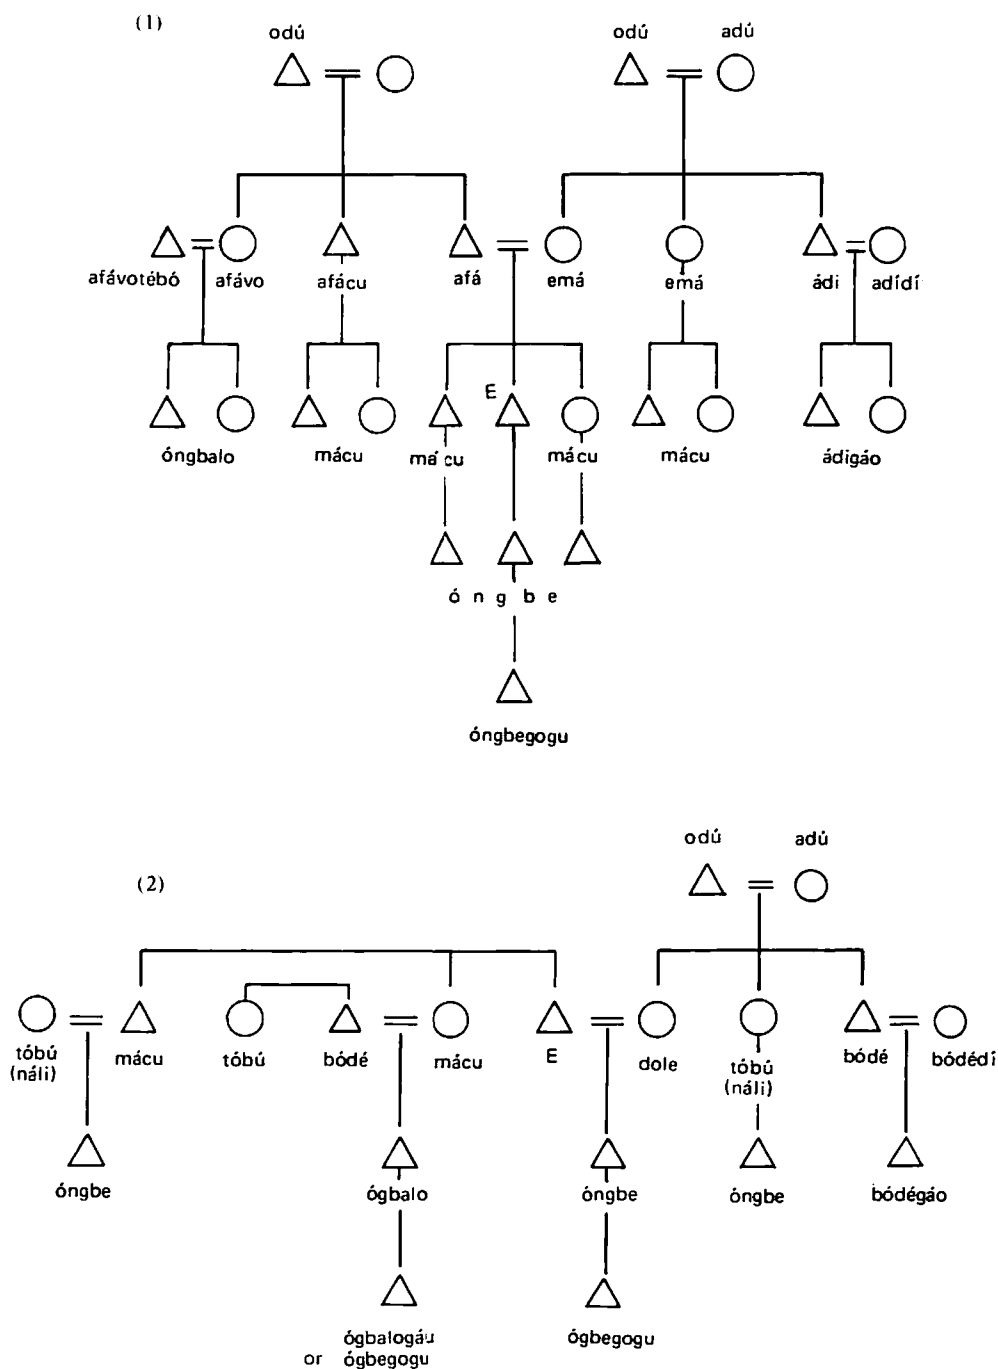 (1)
odú odú adú
afávotébó afávo afácu afá emá emá ádi adídí
E
óngbalo mácu mácu mácu mácu ádigáo
ó n g b e
óngbegogu
odú adú
(2)
tóbú (náli) mácu tóbú bódé mácu E dole tóbú (náli) bódé bódédí
óngbe ógbalo óngbe óngbe bódégáo
ógbalogáu ógbegogu
or ógbegogu